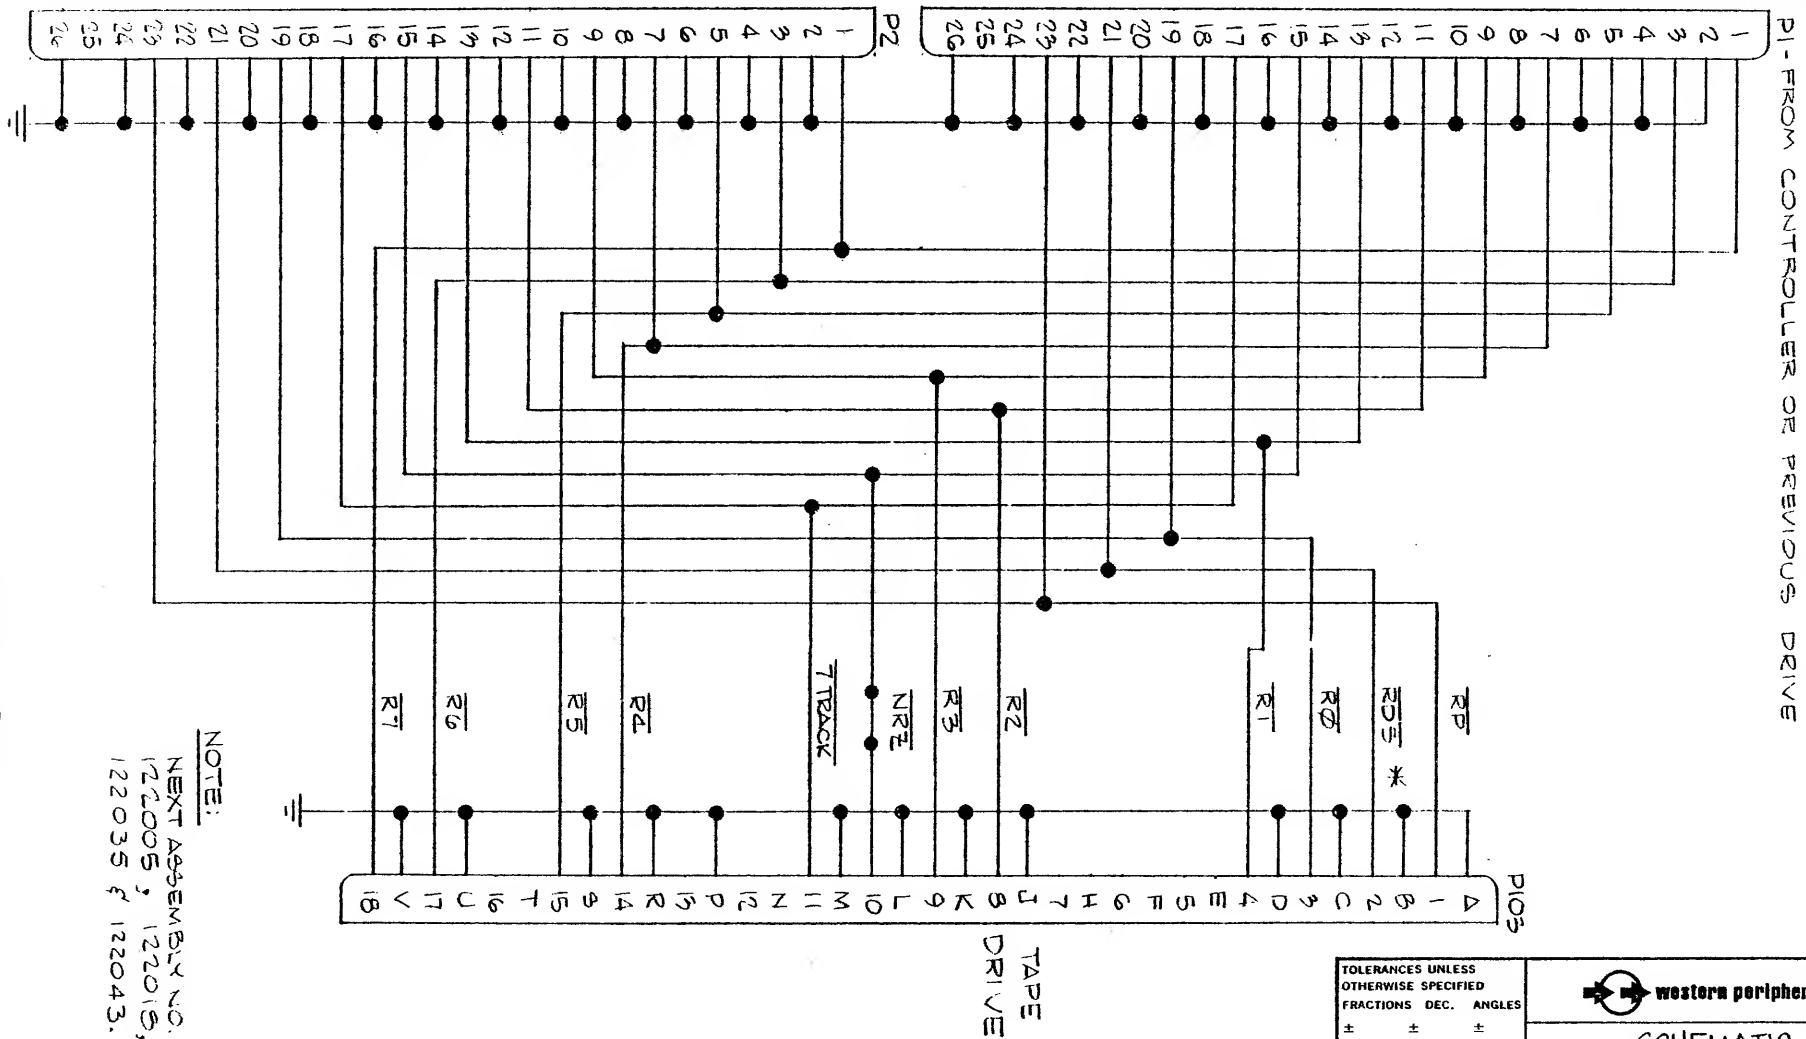 P1 - FROM CONTROLLER OR PREVIOUS DRIVE
1 2 3 4 5 6 7 8 9 10 11 12 13 14 15 16 17 18 19 20 21 22 23 24 25 26
P2
1 2 3 4 5 6 7 8 9 10 11 12 13 14 15 16 17 18 19 20 21 22 23 24 25 26
RP
RDS *
RØ
R1
R2
R3
NRZ
7 TRACK
R4
R5
R6
R7
P103
A 1 B 2 C 3 D 4 E 5 F 6 H 7 J 8 K 9 L 10 M 11 N 12 P 13 R 14 S 15 T 16 U 17 V 18
TAPE
DRIVE
NOTE:
NEXT ASSEMBLY NO.
122005, 122018,
122035 & 122043.
TOLERANCES UNLESS
OTHERWISE SPECIFIED
FRACTIONS DEC. ANGLES
± ± ±
western peripher
SCHEMATIC